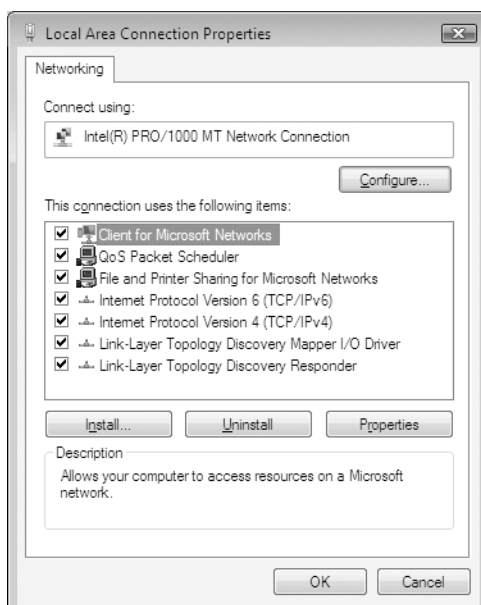 Local Area Connection Properties
Networking
Connect using:
Intel(R) PRO/1000 MT Network Connection
Configure...
This connection uses the following items:
Client for Microsoft Networks
QoS Packet Scheduler
File and Printer Sharing for Microsoft Networks
Internet Protocol Version 6 (TCP/IPv6)
Internet Protocol Version 4 (TCP/IPv4)
Link-Layer Topology Discovery Mapper I/O Driver
Link-Layer Topology Discovery Responder
Install... Uninstall Properties
Description
Allows your computer to access resources on a Microsoft
network.
OK Cancel